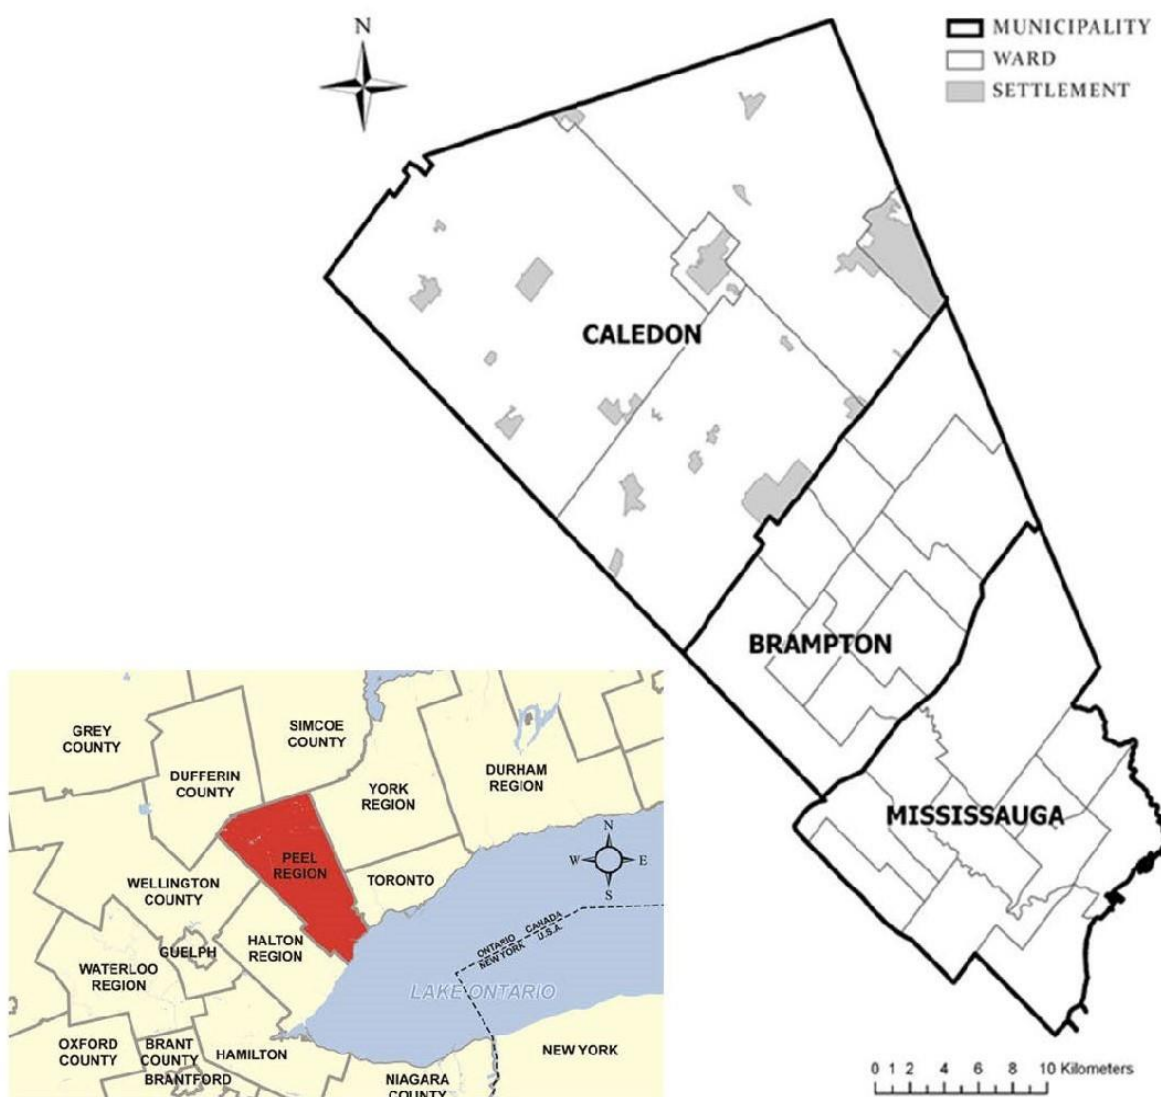 N
MUNICIPALITY
WARD
SETTLEMENT
CALEDON
BRAMPTON
MISSISSAUGA
GREY
COUNTY
SIMCOE
COUNTY
DUFFERIN
COUNTY
YORK
REGION
DURHAM
REGION
PEEL
REGION
TORONTO
N
W
E
S
WELLINGTON
COUNTY
GUELPH
HALTON
REGION
WATERLOO
REGION
ONTARIO CANADA
NEW YORK U.S.A.
LAKE ONTARIO
OXFORD
COUNTY
BRANT
COUNTY
BRANTFORD
HAMILTON
NEW YORK
NIAGARA
COUNTY
0 1 2 4 6 8 10 Kilometers